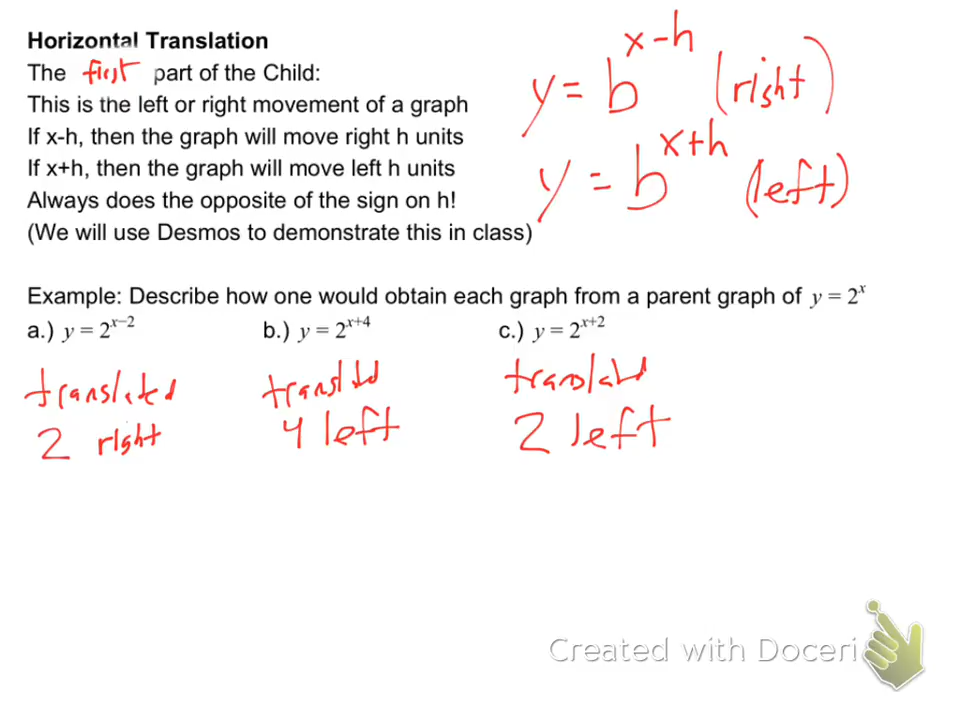 Horizontal Translation
The first part of the Child:
This is the left or right movement of a graph
If x-h, then the graph will move right h units
If x+h, then the graph will move left h units
Always does the opposite of the sign on h!
(We will use Desmos to demonstrate this in class)
y = b^{x-h} (right)
y = b^{x+h} (left)
Example: Describe how one would obtain each graph from a parent graph of y = 2^x
a.) y = 2^{x-2} b.) y = 2^{x+4} c.) y = 2^{x+2}
translated translated translated
2 right 4 left 2 left
Created with Doceri